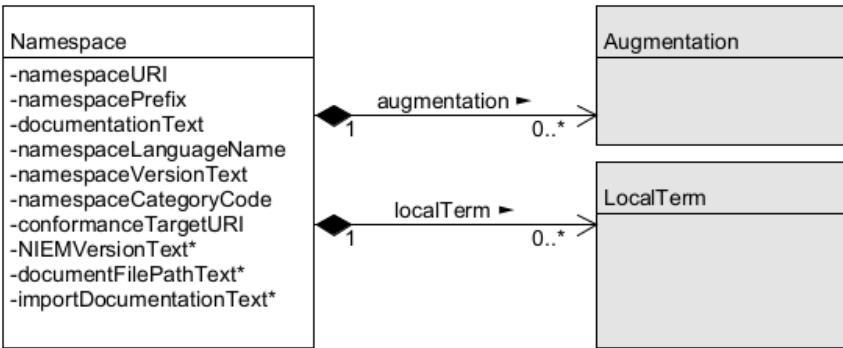 Namespace
-namespaceURI
-namespacePrefix
-documentationText
-namespaceLanguageName
-namespaceVersionText
-namespaceCategoryCode
-conformanceTargetURI
-NIEMVersionText*
-documentFilePathText*
-importDocumentationText*
augmentation ►
1
0..*
Augmentation
localTerm ►
1
0..*
LocalTerm